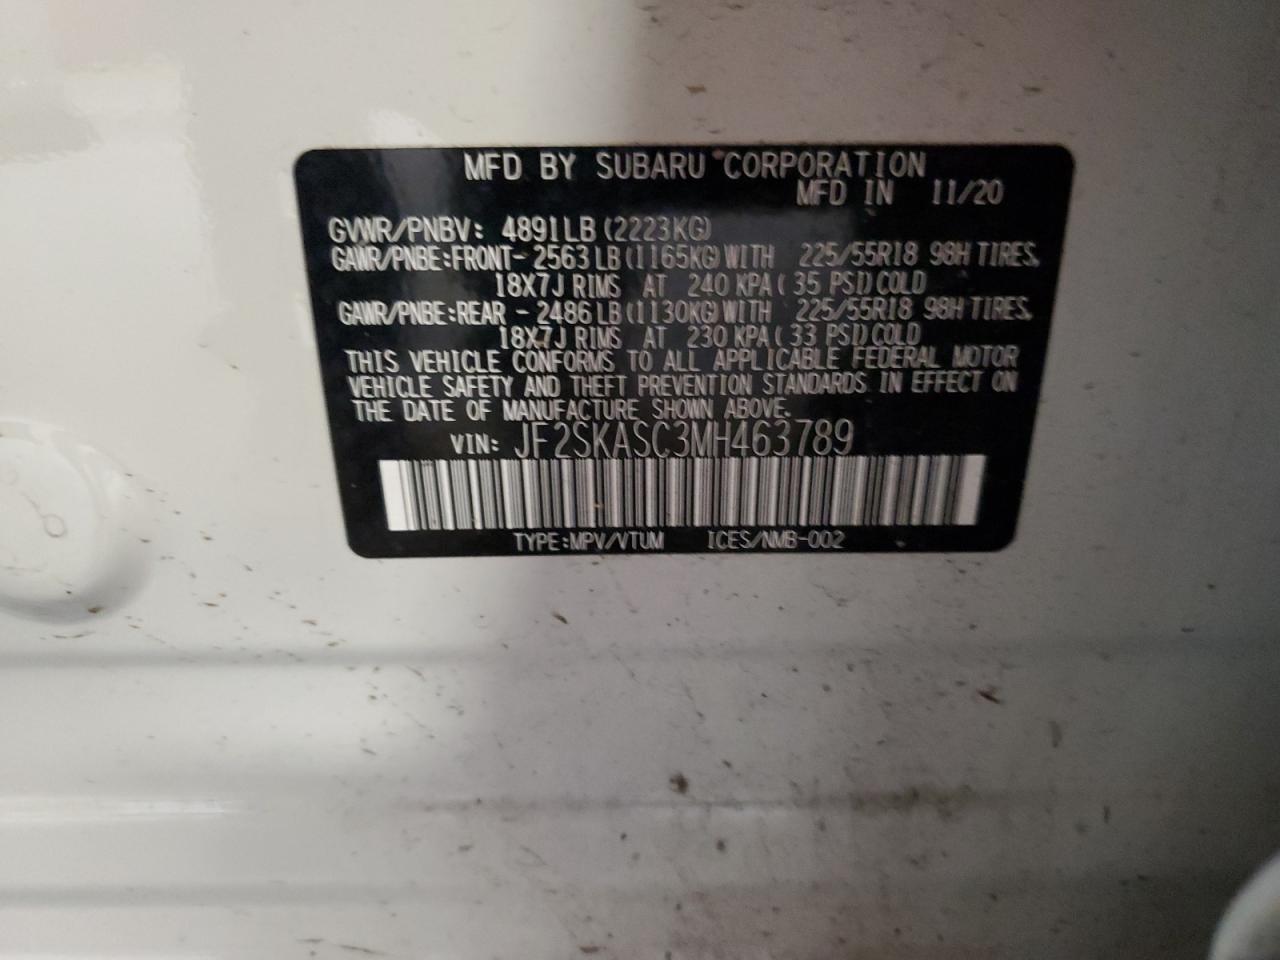 MFD BY SUBARU CORPORATION
MFD IN 11/20
GVWR/PNBV: 4891LB(2223KG)
GAWR/PNBE:FRONT- 2563LB(1165KG)WITH 225/55R18 98H TIRES,
18X7J RIMS AT 240 KPA( 35 PSI)COLD
GAWR/PNBE:REAR - 2486LB(1130KG)WITH 225/55R18 98H TIRES,
18X7J RIMS AT 230 KPA( 33 PSI)COLD
THIS VEHICLE CONFORMS TO ALL APPLICABLE FEDERAL MOTOR
VEHICLE SAFETY AND THEFT PREVENTION STANDARDS IN EFFECT ON
THE DATE OF MANUFACTURE SHOWN ABOVE.
VIN: JF2SKASC3MH463789
TYPE:MPV/VTUM ICES/NMB-002